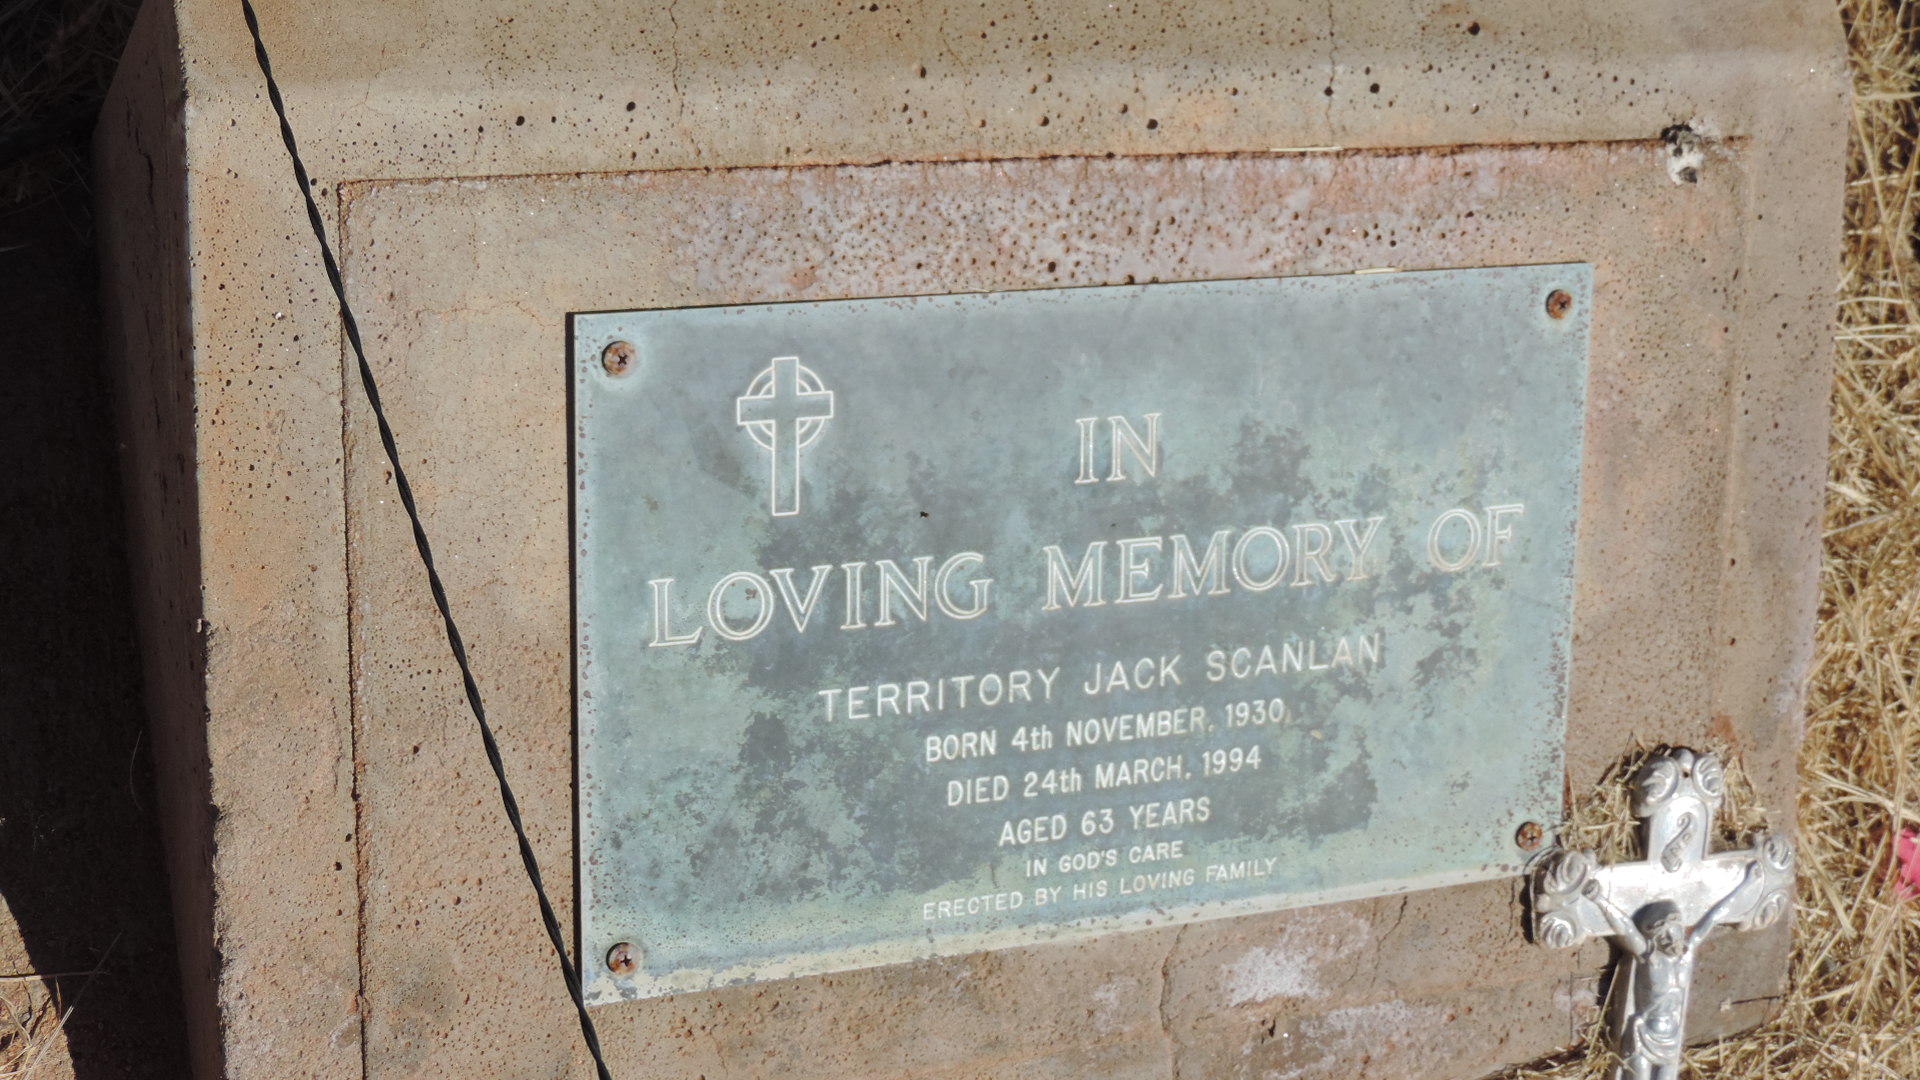 IN
LOVING MEMORY OF
TERRITORY JACK SCANLAN
BORN 4th NOVEMBER, 1930,
DIED 24th MARCH, 1994
AGED 63 YEARS
IN GOD'S CARE
ERECTED BY HIS LOVING FAMILY